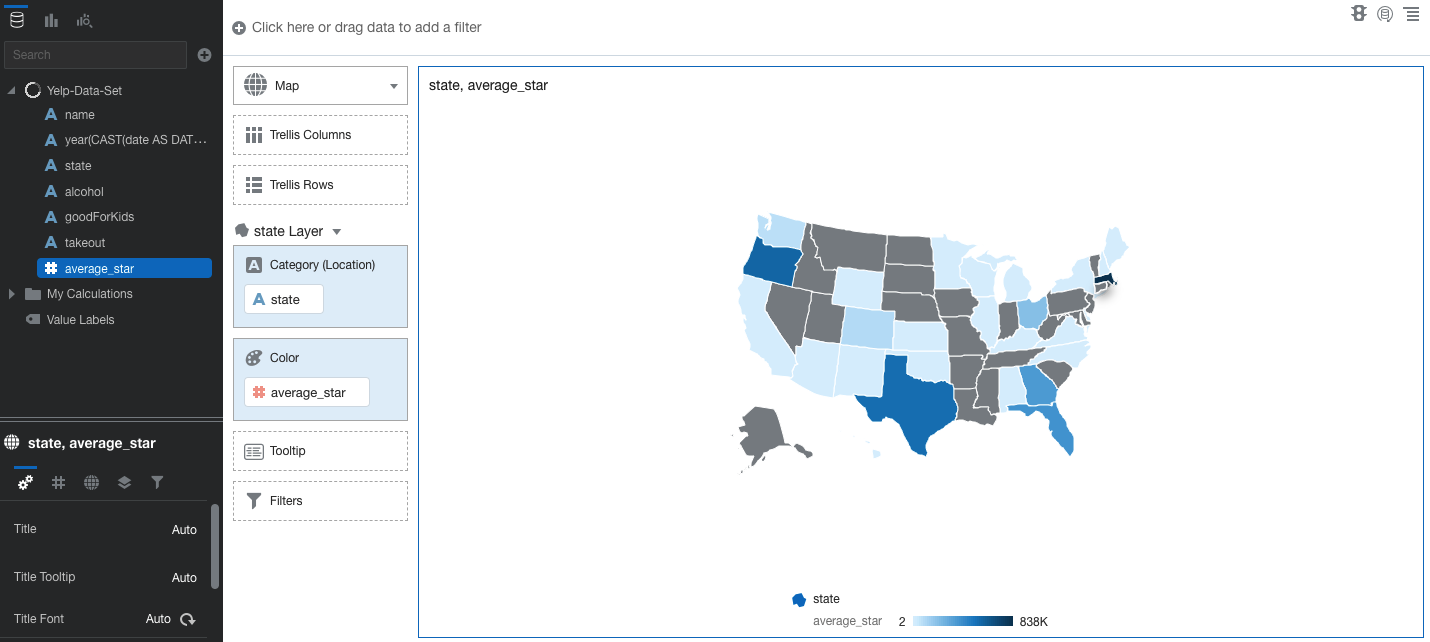 Click here or drag data to add a filter
Search
Yelp-Data-Set
A name
A year(CAST(date AS DAT...
A state
A alcohol
A goodForKids
A takeout
# average_star
My Calculations
Value Labels
state, average_star
Title Auto
Title Tooltip Auto
Title Font Auto
Map
Trellis Columns
Trellis Rows
state Layer
A Category (Location)
A state
Color
# average_star
Tooltip
Filters
state, average_star
state
average_star 2 838K